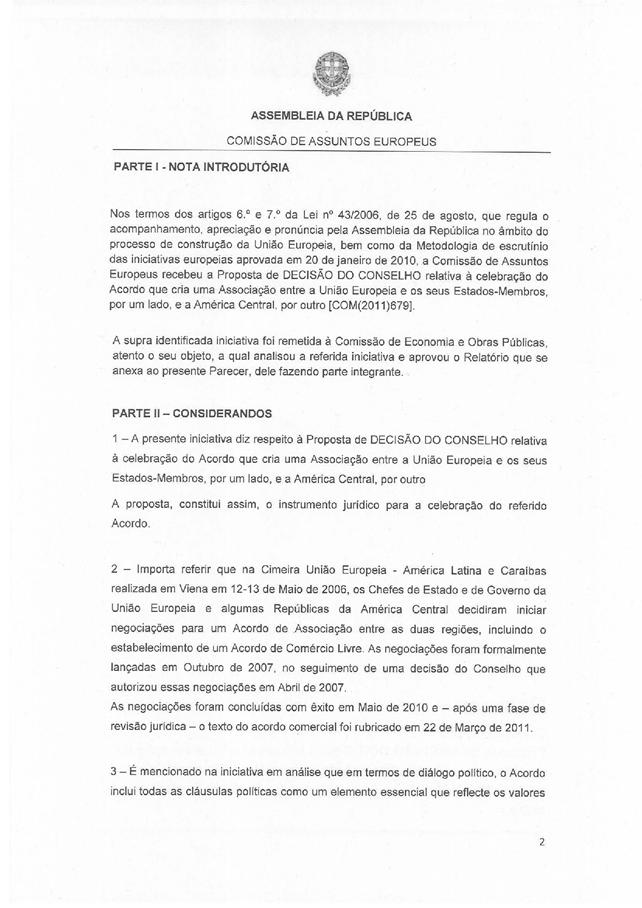 ASSEMBLEIA DA REPÚBLICA
COMISSÃO DE ASSUNTOS EUROPEUS
PARTE I - NOTA INTRODUTÓRIA
Nos termos dos artigos 6.º e 7.º da Lei nº 43/2006, de 25 de agosto, que regula o
acompanhamento, apreciação e pronúncia pela Assembleia da República no âmbito do
processo de construção da União Europeia, bem como da Metodologia de escrutínio
das iniciativas europeias aprovada em 20 de janeiro de 2010, a Comissão de Assuntos
Europeus recebeu a Proposta de DECISÃO DO CONSELHO relativa à celebração do
Acordo que cria uma Associação entre a União Europeia e os seus Estados-Membros,
por um lado, e a América Central, por outro [COM(2011)679].
A supra identificada iniciativa foi remetida à Comissão de Economia e Obras Públicas,
atento o seu objeto, a qual analisou a referida iniciativa e aprovou o Relatório que se
anexa ao presente Parecer, dele fazendo parte integrante.
PARTE II – CONSIDERANDOS
1 – A presente iniciativa diz respeito à Proposta de DECISÃO DO CONSELHO relativa
à celebração do Acordo que cria uma Associação entre a União Europeia e os seus
Estados-Membros, por um lado, e a América Central, por outro
A proposta, constitui assim, o instrumento jurídico para a celebração do referido
Acordo.
2 – Importa referir que na Cimeira União Europeia - América Latina e Caraíbas
realizada em Viena em 12-13 de Maio de 2006, os Chefes de Estado e de Governo da
União Europeia e algumas Repúblicas da América Central decidiram iniciar
negociações para um Acordo de Associação entre as duas regiões, incluindo o
estabelecimento de um Acordo de Comércio Livre. As negociações foram formalmente
lançadas em Outubro de 2007, no seguimento de uma decisão do Conselho que
autorizou essas negociações em Abril de 2007.
As negociações foram concluídas com êxito em Maio de 2010 e – após uma fase de
revisão jurídica – o texto do acordo comercial foi rubricado em 22 de Março de 2011.
3 – É mencionado na iniciativa em análise que em termos de diálogo político, o Acordo
inclui todas as cláusulas políticas como um elemento essencial que reflecte os valores
2